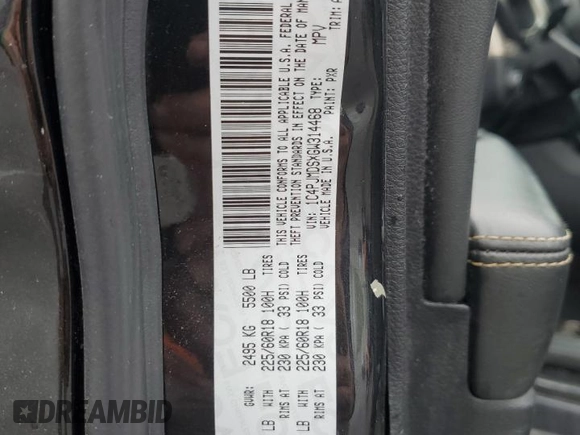 GVWR: 2495 KG 5500 LB
LB WITH 225/60R18 100H TIRES
RIMS AT 230 KPA ( 33 PSI) COLD
LB WITH 225/60R18 100H TIRES
RIMS AT 230 KPA ( 33 PSI) COLD
THIS VEHICLE CONFORMS TO ALL APPLICABLE U.S.A. FEDERAL
THEFT PREVENTION STANDARDS IN EFFECT ON THE DATE OF MAN
VIN: 1C4PJMDSXGW314468 TYPE: MPV
VEHICLE MADE IN U.S.A. PAINT: PXR TRIM: A
DREAMBID